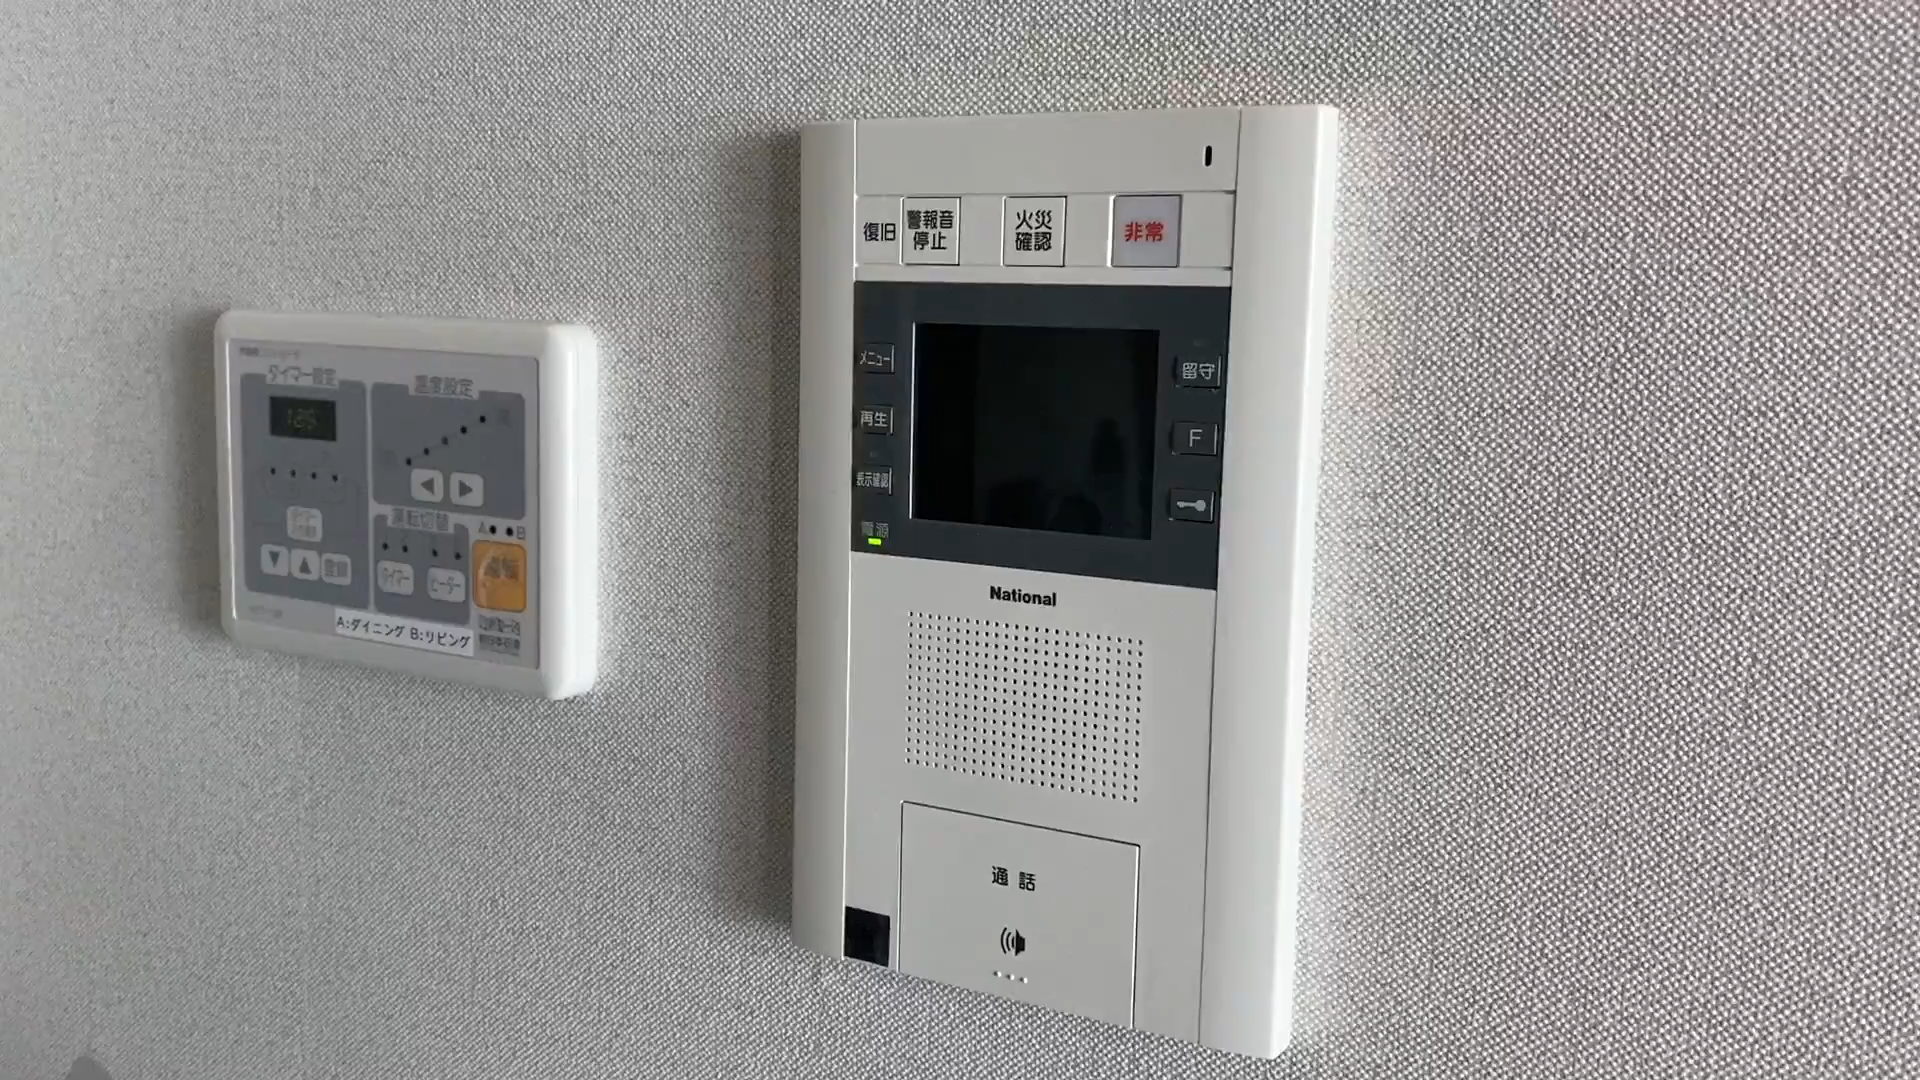 復旧
警報音
停止
火災
確認
非常
メニュー
再生
表示確認
電源
留守
F
National
通話
タイマー設定
温度設定
運転切替
A
B
タイマー
ヒーター
登録
運転
A:ダイニング B:リビング